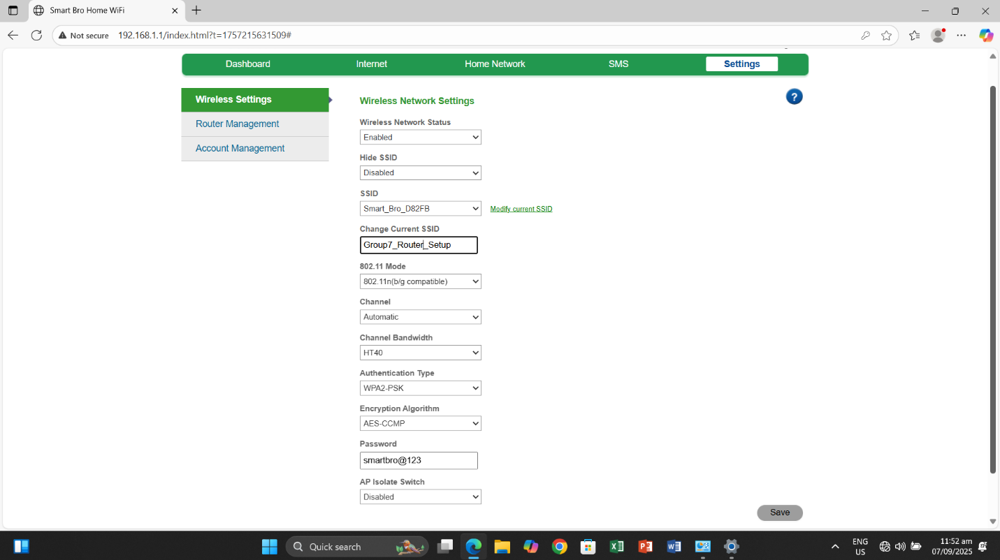 Smart Bro Home WiFi
Not secure 192.168.1.1/index.html?t=1757215631509#
Dashboard Internet Home Network SMS Settings
Wireless Settings
Router Management
Account Management
Wireless Network Settings
?
Wireless Network Status
Enabled
Hide SSID
Disabled
SSID
Smart_Bro_D82FB Modify current SSID
Change Current SSID
Group7_Router_Setup
802.11 Mode
802.11n(b/g compatible)
Channel
Automatic
Channel Bandwidth
HT40
Authentication Type
WPA2-PSK
Encryption Algorithm
AES-CCMP
Password
smartbro@123
AP Isolate Switch
Disabled
Save
Quick search
ENG
US
11:52 am
07/09/2025